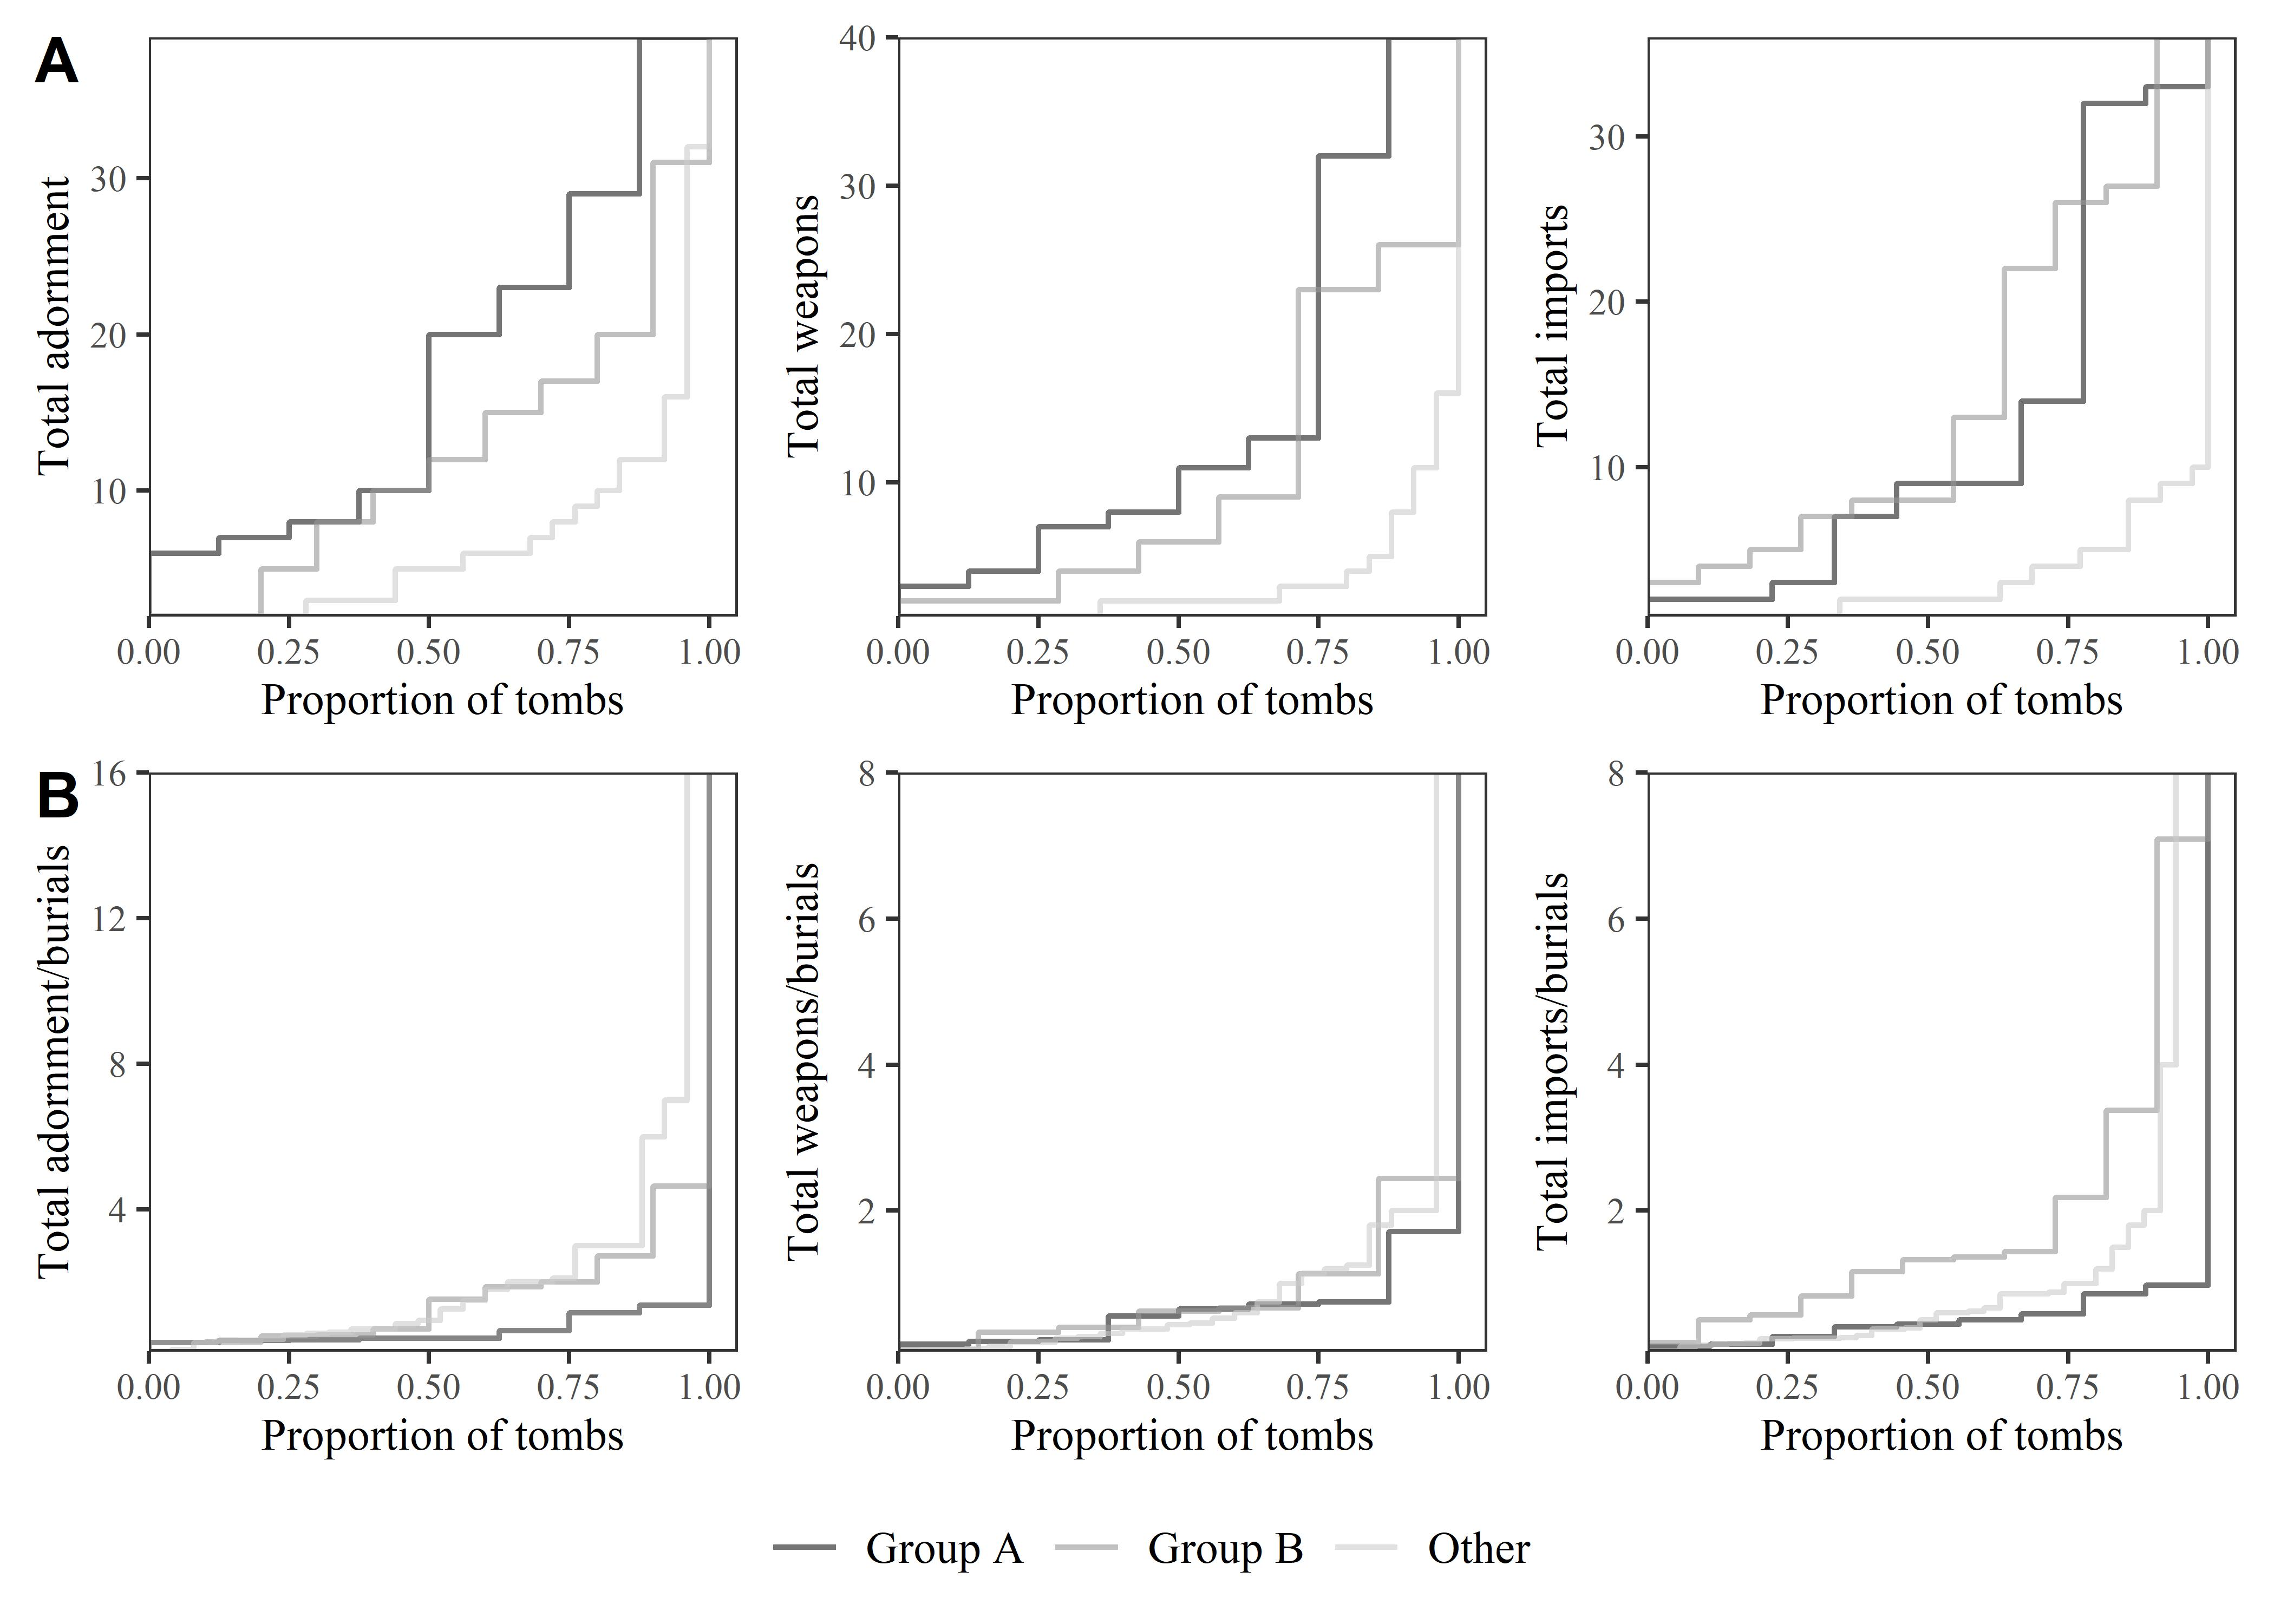 A
Total adornment
30
20
10
0.00 0.25 0.50 0.75 1.00
Proportion of tombs
Total weapons
40
30
20
10
0.00 0.25 0.50 0.75 1.00
Proportion of tombs
Total imports
30
20
10
0.00 0.25 0.50 0.75 1.00
Proportion of tombs
B
Total adornment/burials
16
12
8
4
0.00 0.25 0.50 0.75 1.00
Proportion of tombs
Total weapons/burials
8
6
4
2
0.00 0.25 0.50 0.75 1.00
Proportion of tombs
Total imports/burials
8
6
4
2
0.00 0.25 0.50 0.75 1.00
Proportion of tombs
Group A Group B Other